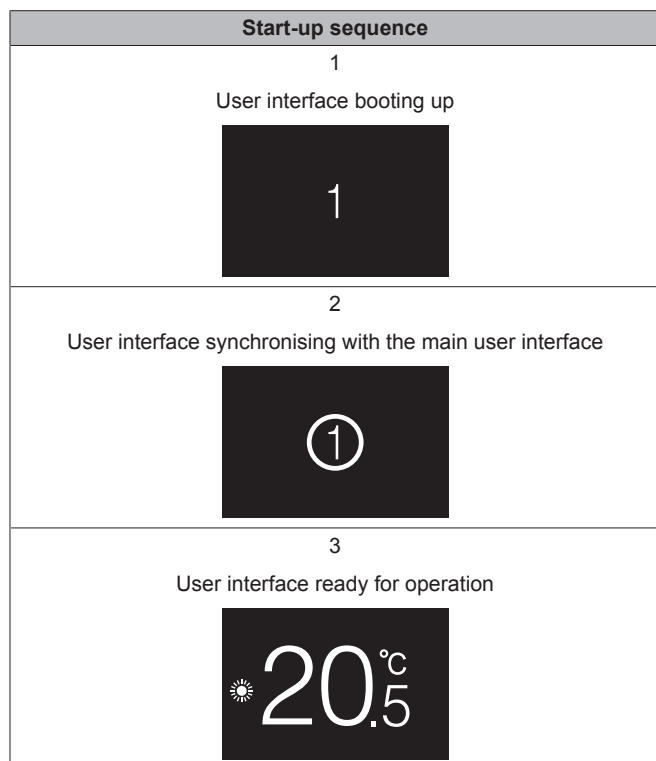 Start-up sequence
1
User interface booting up
1
2
User interface synchronising with the main user interface
1
3
User interface ready for operation
20.5 °C